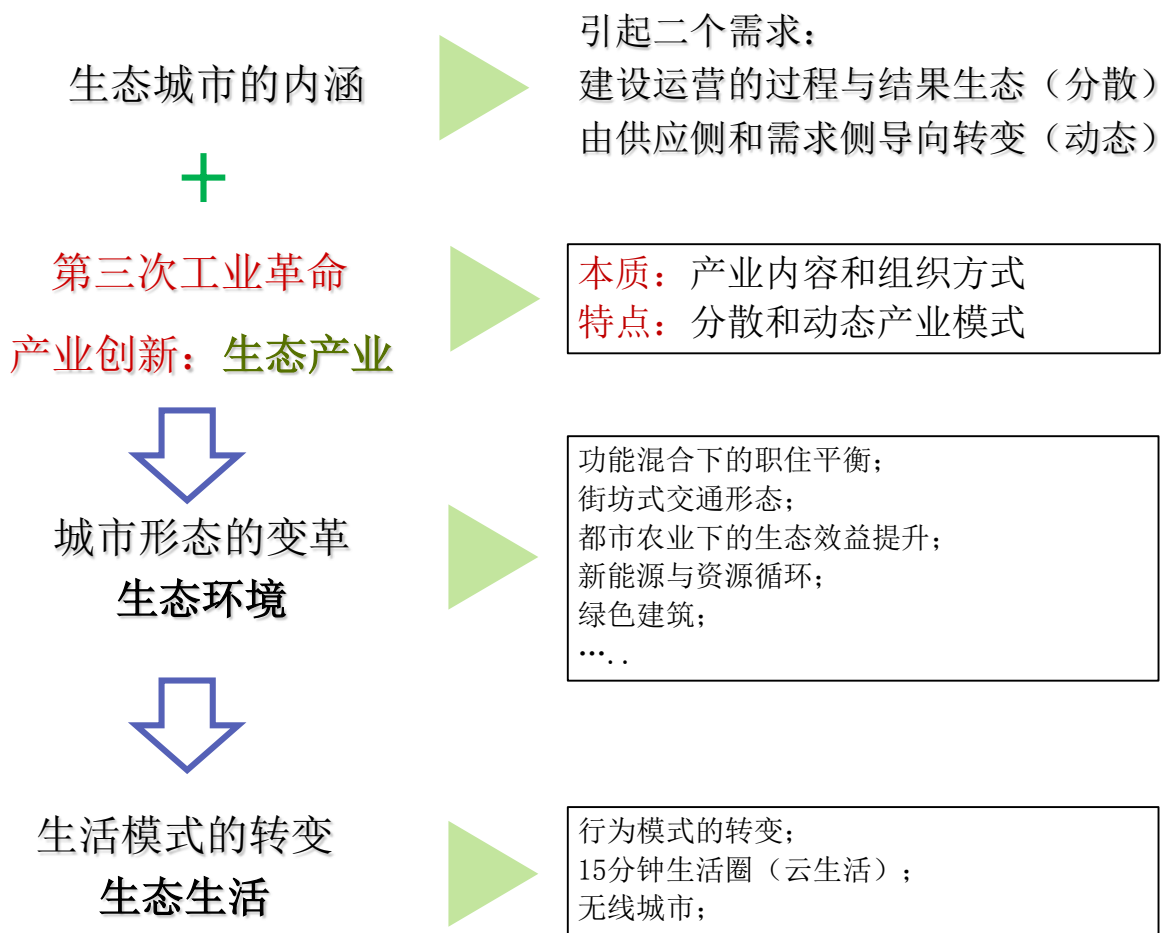 生态城市的内涵
引起二个需求：
建设运营的过程与结果生态（分散）
由供应侧和需求侧导向转变（动态）
+
第三次工业革命
产业创新：生态产业
本质：产业内容和组织方式
特点：分散和动态产业模式
城市形态的变革
生态环境
功能混合下的职住平衡；
街坊式交通形态；
都市农业下的生态效益提升；
新能源与资源循环；
绿色建筑；
…..
生活模式的转变
生态生活
行为模式的转变；
15分钟生活圈（云生活）；
无线城市；